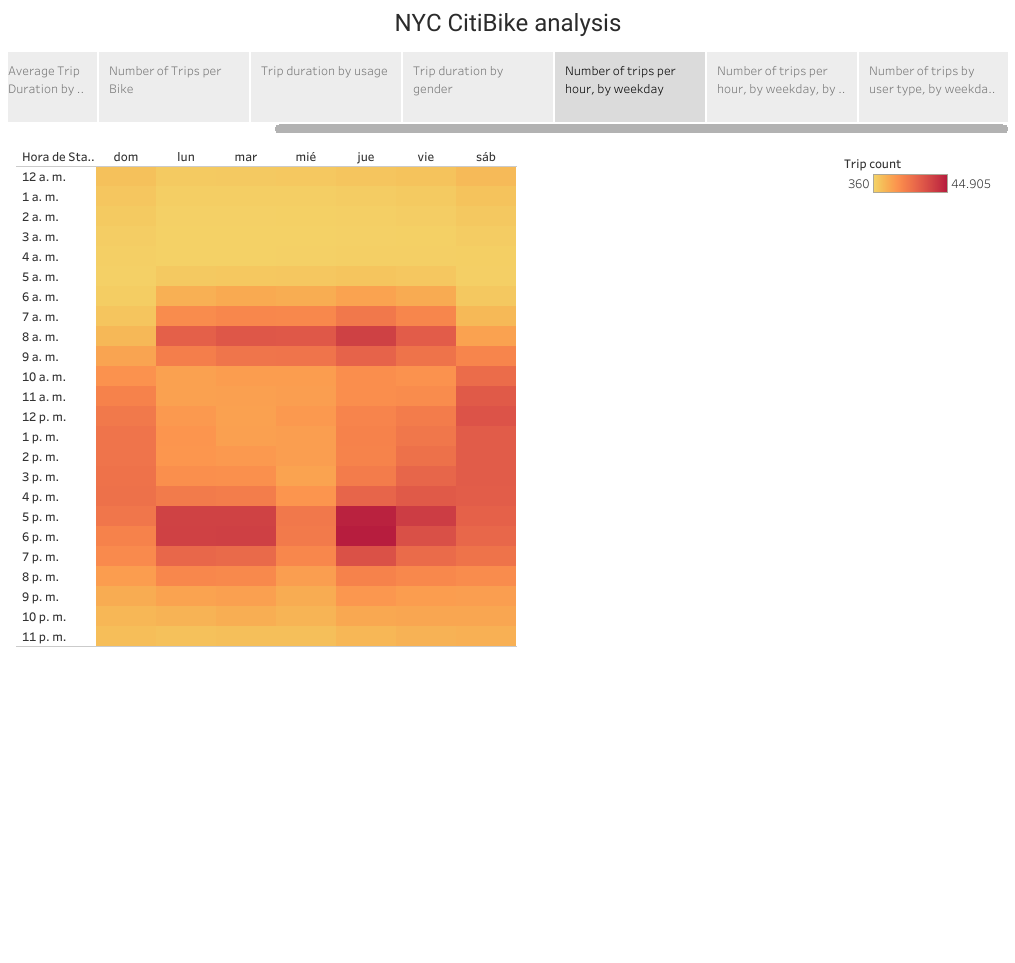 NYC CitiBike analysis
Average Trip
Duration by ..
Number of Trips per
Bike
Trip duration by usage
Trip duration by
gender
Number of trips per
hour, by weekday
Number of trips per
hour, by weekday, by ..
Number of trips by
user type, by weekda..
Hora de Sta.. dom lun mar mié jue vie sáb
12 a. m.
1 a. m.
2 a. m.
3 a. m.
4 a. m.
5 a. m.
6 a. m.
7 a. m.
8 a. m.
9 a. m.
10 a. m.
11 a. m.
12 p. m.
1 p. m.
2 p. m.
3 p. m.
4 p. m.
5 p. m.
6 p. m.
7 p. m.
8 p. m.
9 p. m.
10 p. m.
11 p. m.
Trip count
360 44.905